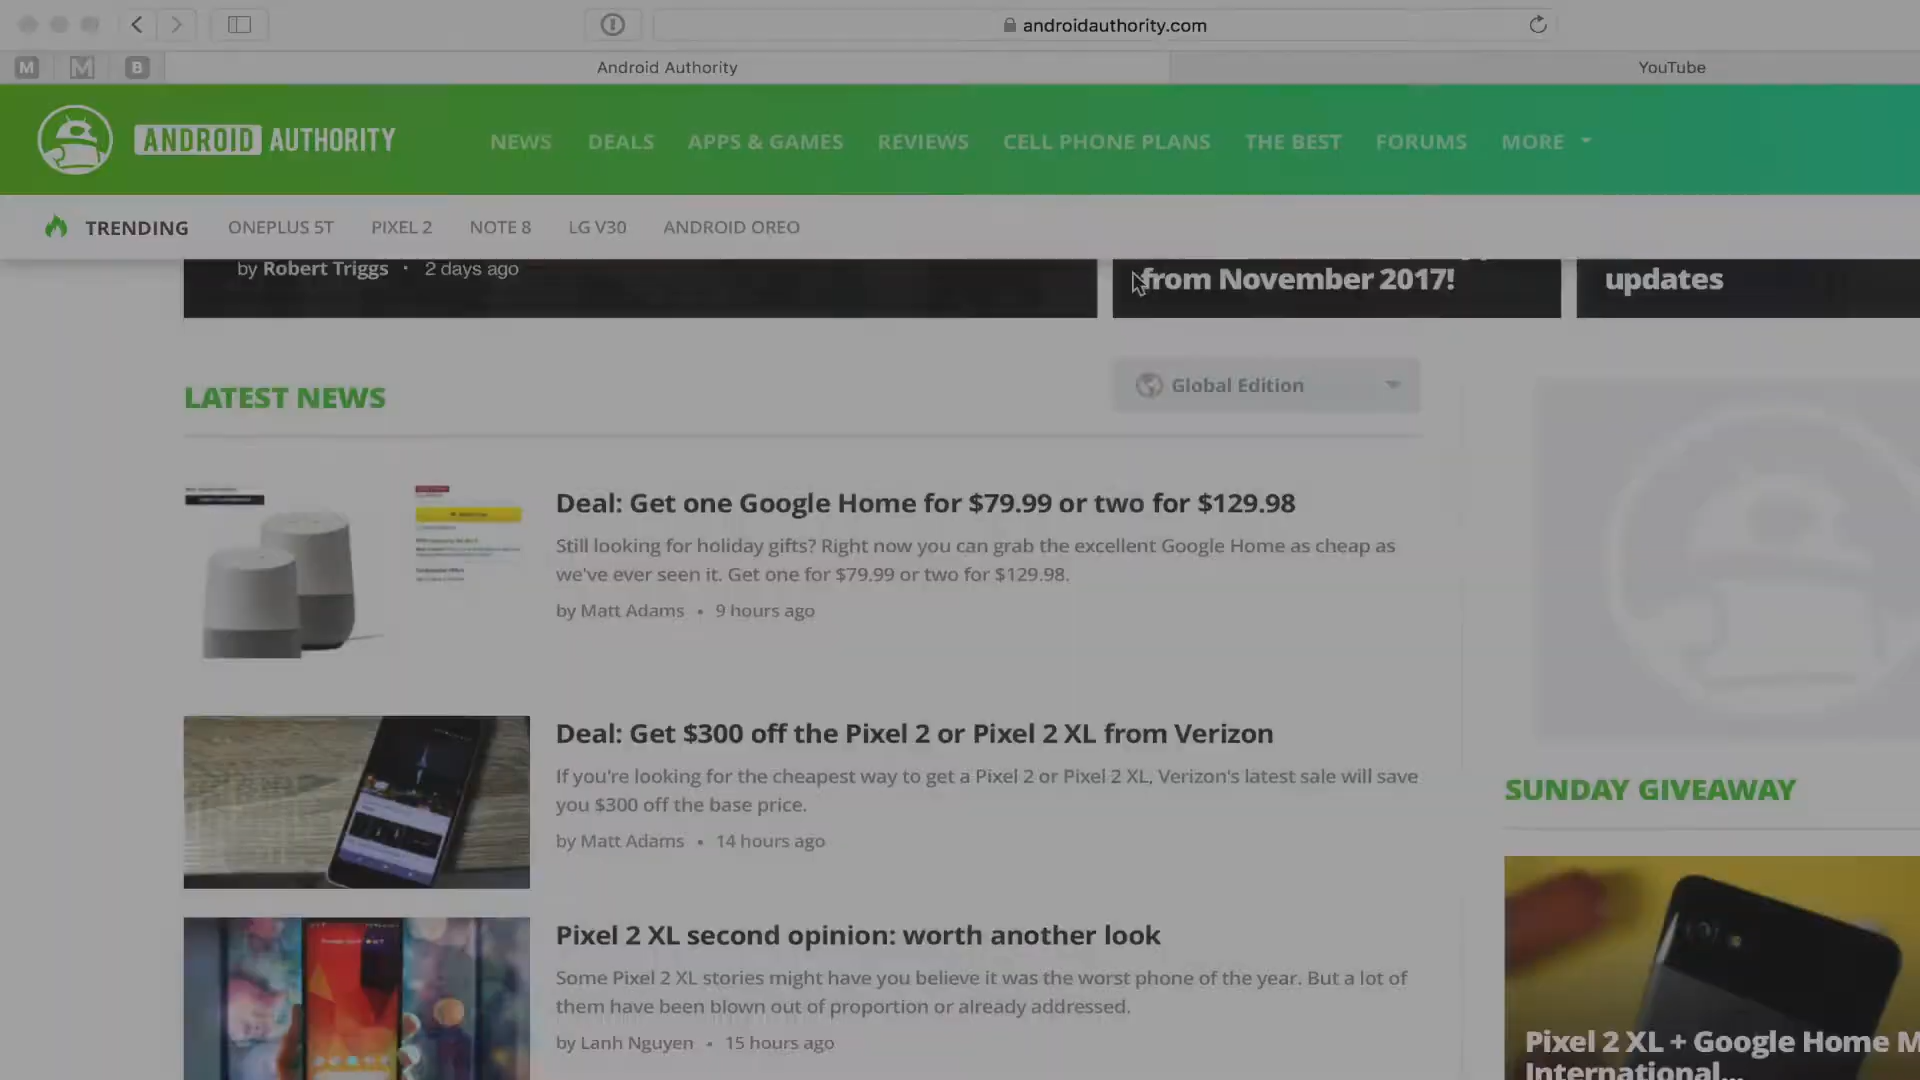 androidauthority.com
M
M
B
Android Authority
YouTube
ANDROID AUTHORITY
NEWS
DEALS
APPS & GAMES
REVIEWS
CELL PHONE PLANS
THE BEST
FORUMS
MORE
TRENDING
ONEPLUS 5T
PIXEL 2
NOTE 8
LG V30
ANDROID OREO
by Robert Triggs · 2 days ago
from November 2017!
updates
LATEST NEWS
Global Edition
Deal: Get one Google Home for $79.99 or two for $129.98
Still looking for holiday gifts? Right now you can grab the excellent Google Home as cheap as
we've ever seen it. Get one for $79.99 or two for $129.98.
by Matt Adams • 9 hours ago
Deal: Get $300 off the Pixel 2 or Pixel 2 XL from Verizon
If you're looking for the cheapest way to get a Pixel 2 or Pixel 2 XL, Verizon's latest sale will save
you $300 off the base price.
by Matt Adams • 14 hours ago
Pixel 2 XL second opinion: worth another look
Some Pixel 2 XL stories might have you believe it was the worst phone of the year. But a lot of
them have been blown out of proportion or already addressed.
by Lanh Nguyen • 15 hours ago
SUNDAY GIVEAWAY
Pixel 2 XL + Google Home M
International...